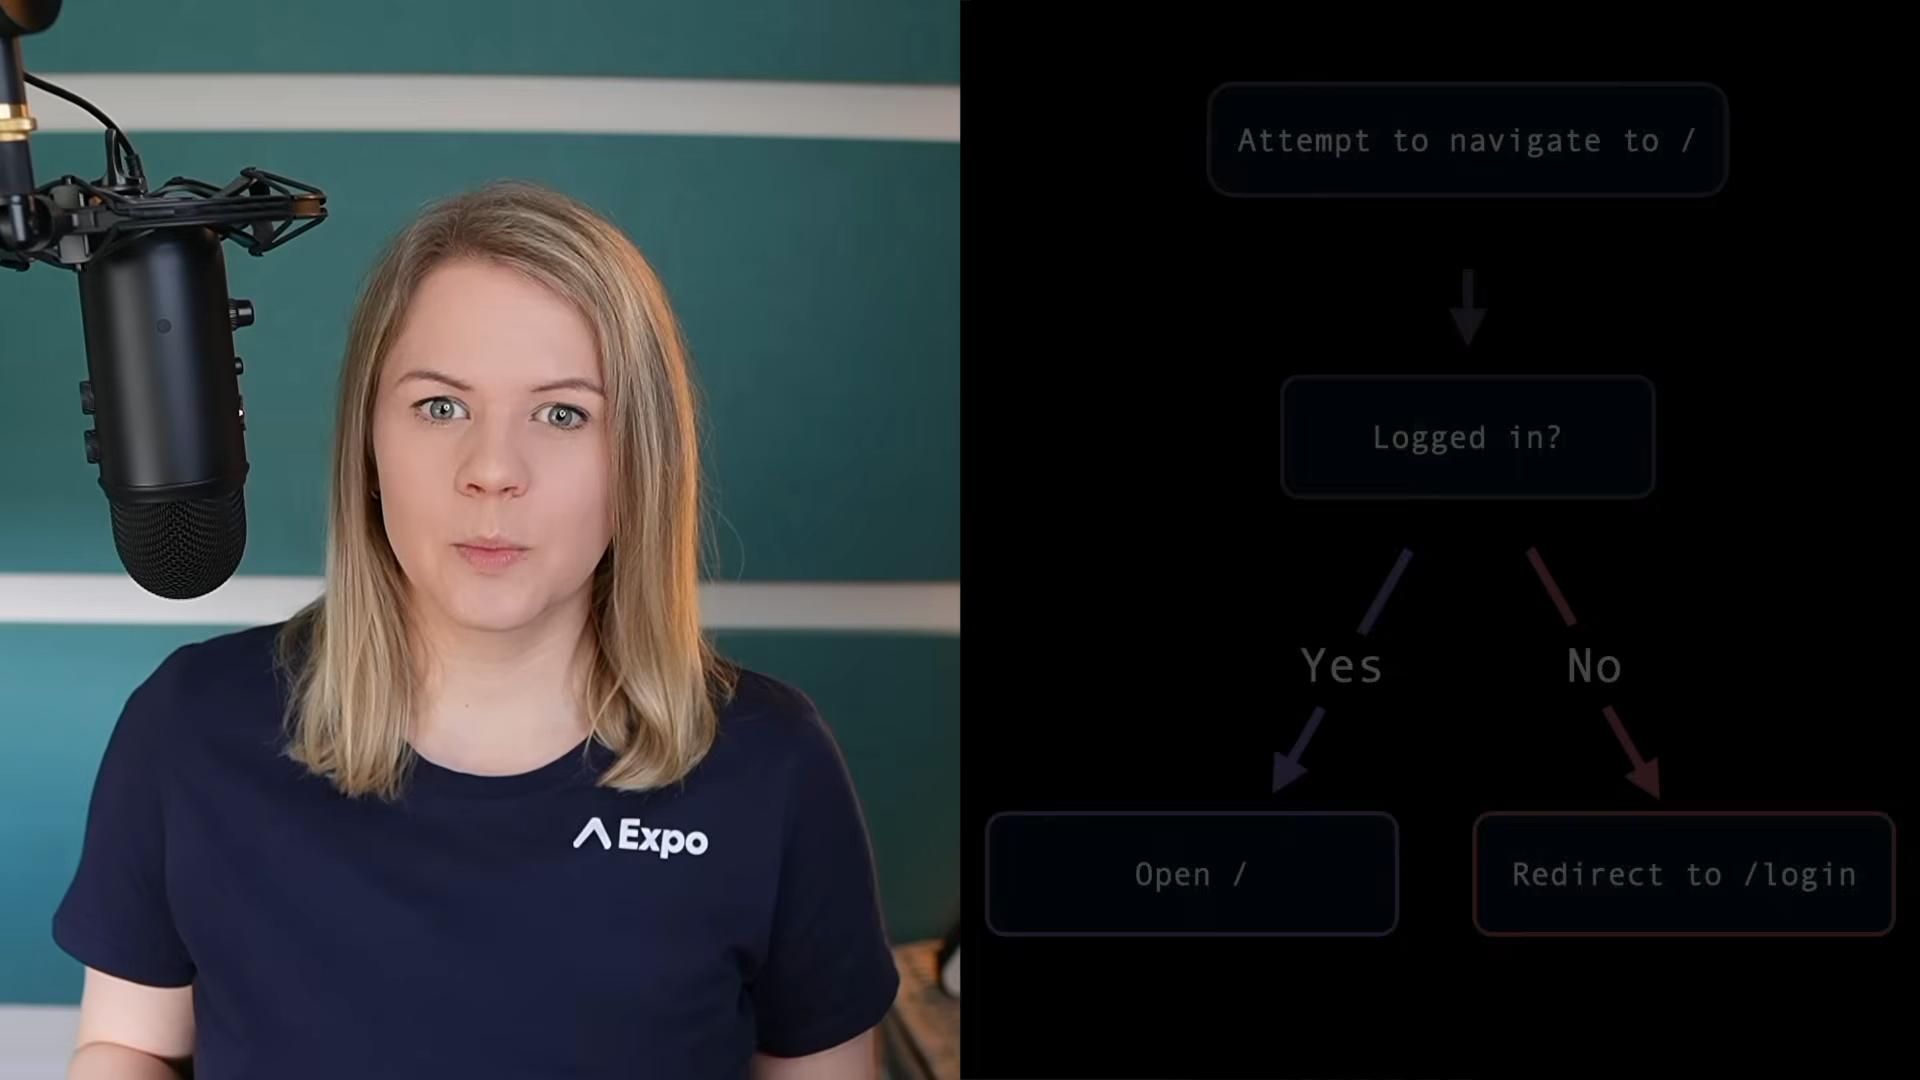 Expo
Attempt to navigate to /
Logged in?
Yes
No
Open /
Redirect to /login